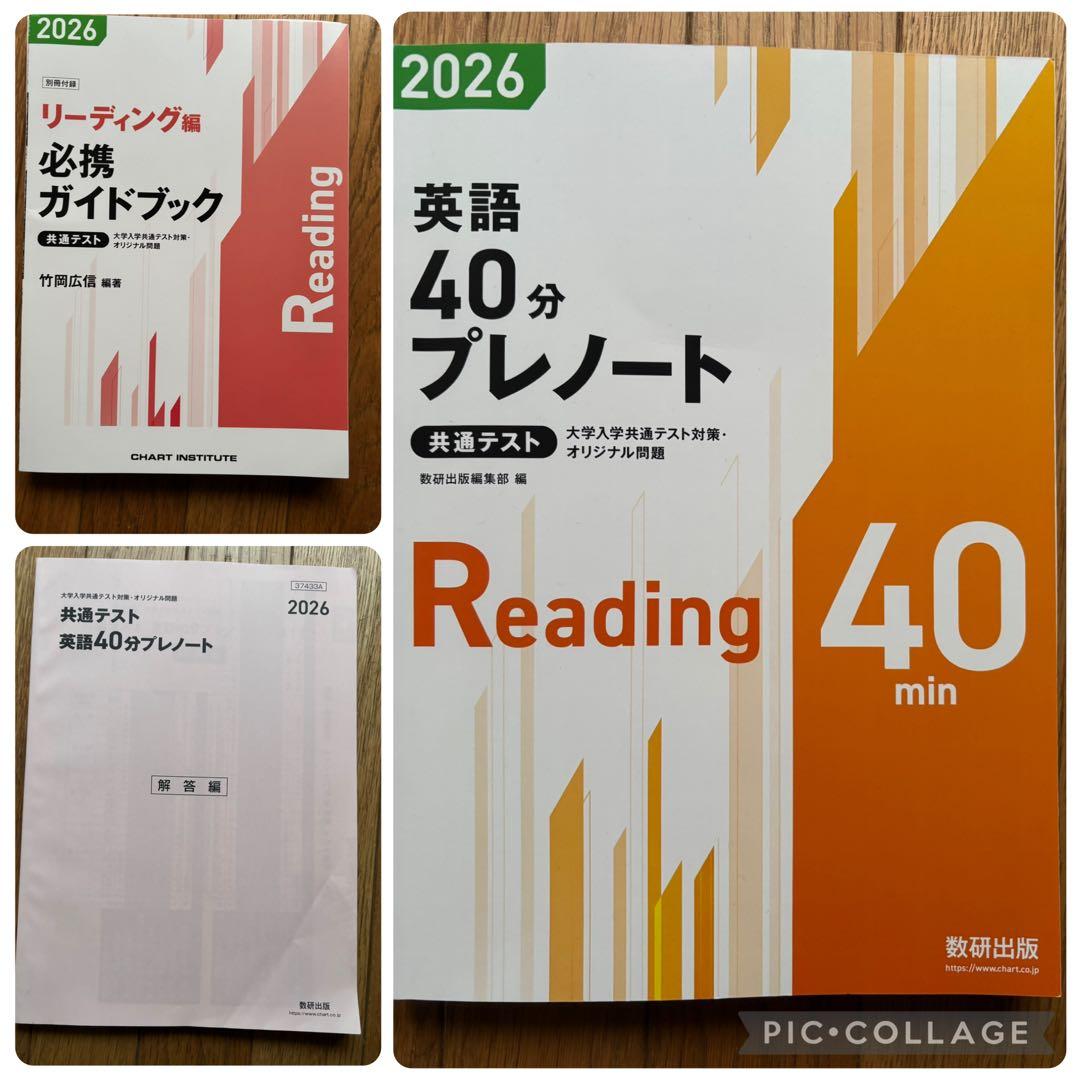 2026
別冊付録
リーディング編
必携
ガイドブック
共通テスト 大学入学共通テスト対策・
オリジナル問題
竹岡広信 編著
Reading
CHART INSTITUTE
37433A
大学入学共通テスト対策・オリジナル問題
2026
共通テスト
英語40分プレノート
解答編
数研出版
https://www.chart.co.jp
2026
英語
40分
プレノート
共通テスト 大学入学共通テスト対策・
オリジナル問題
数研出版編集部 編
Reading
40
min
数研出版
https://www.chart.co.jp
PIC•COLLAGE